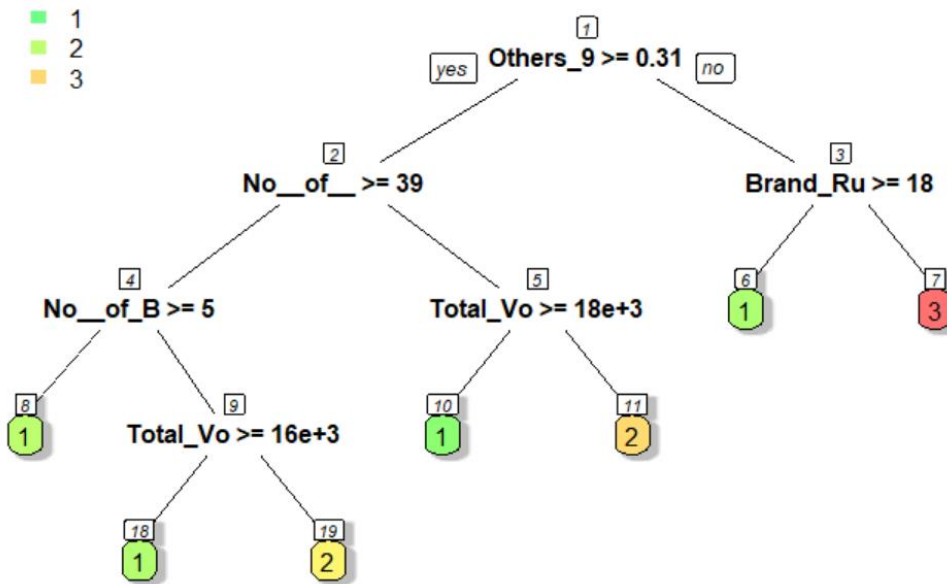 1
2
3
1
yes Others_9 >= 0.31 no
2 3
No__of__ >= 39 Brand_Ru >= 18
4 5 6 7
No__of_B >= 5 Total_Vo >= 18e+3 1 3
8 9 10 11
1 Total_Vo >= 16e+3 1 2
18 19
1 2